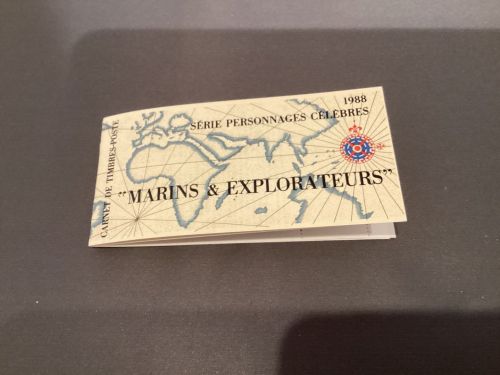 1988
SÉRIE PERSONNAGES CÉLÈBRES
"MARINS & EXPLORATEURS"
CARNET DE TIMBRES-POSTE